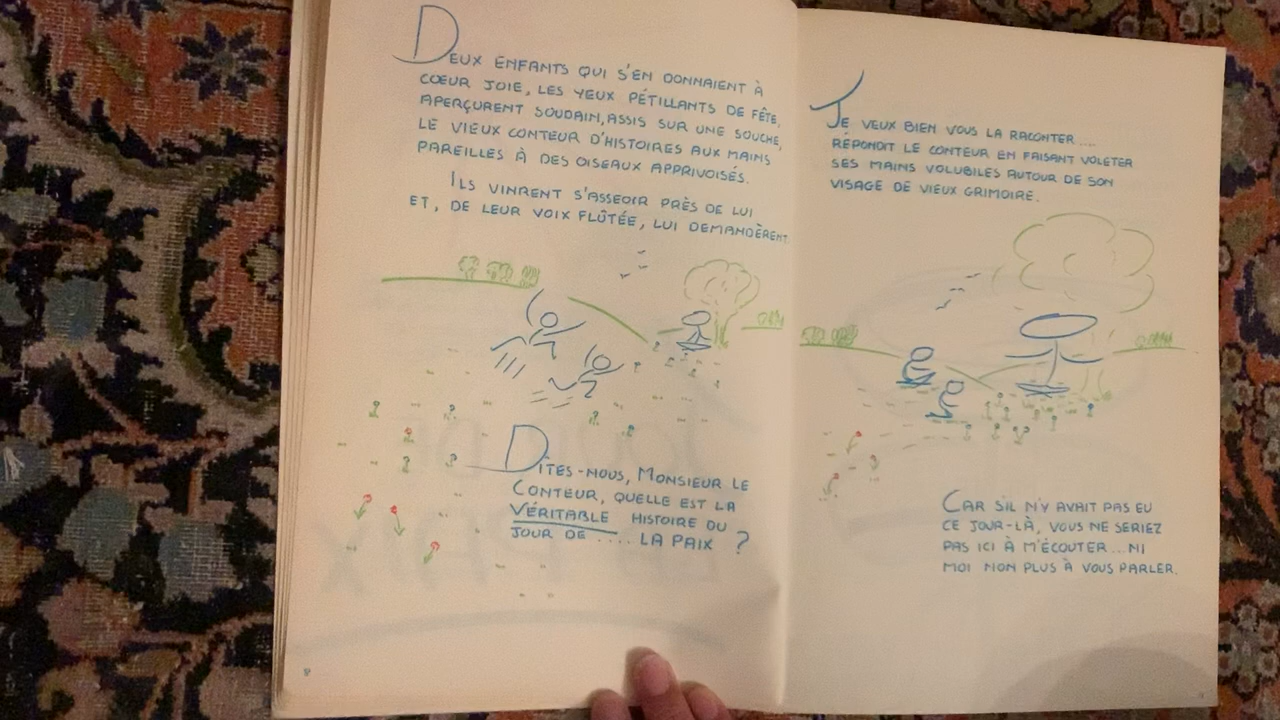 DEUX ENFANTS QUI S'EN DONNAIENT À
CŒUR JOIE, LES YEUX PÉTILLANTS DE FÊTE,
APERÇURENT SOUDAIN, ASSIS SUR UNE SOUCHE,
LE VIEUX CONTEUR D'HISTOIRES AUX MAINS
PAREILLES À DES OISEAUX APPRIVOISÉS.
ILS VINRENT S'ASSEOIR PRÈS DE LUI
ET, DE LEUR VOIX FLÛTÉE, LUI DEMANDÈRENT
DITES-NOUS, MONSIEUR LE
CONTEUR, QUELLE EST LA
VÉRITABLE HISTOIRE DU
JOUR DE ..... LA PAIX ?
JE VEUX BIEN VOUS LA RACONTER ....
RÉPONDIT LE CONTEUR EN FAISANT VOLETER
SES MAINS VOLUBILES AUTOUR DE SON
VISAGE DE VIEUX GRIMOIRE.
CAR S'IL N'Y AVAIT PAS EU
CE JOUR-LÀ, VOUS NE SERIEZ
PAS ICI À M'ÉCOUTER ... NI
MOI NON PLUS À VOUS PARLER.